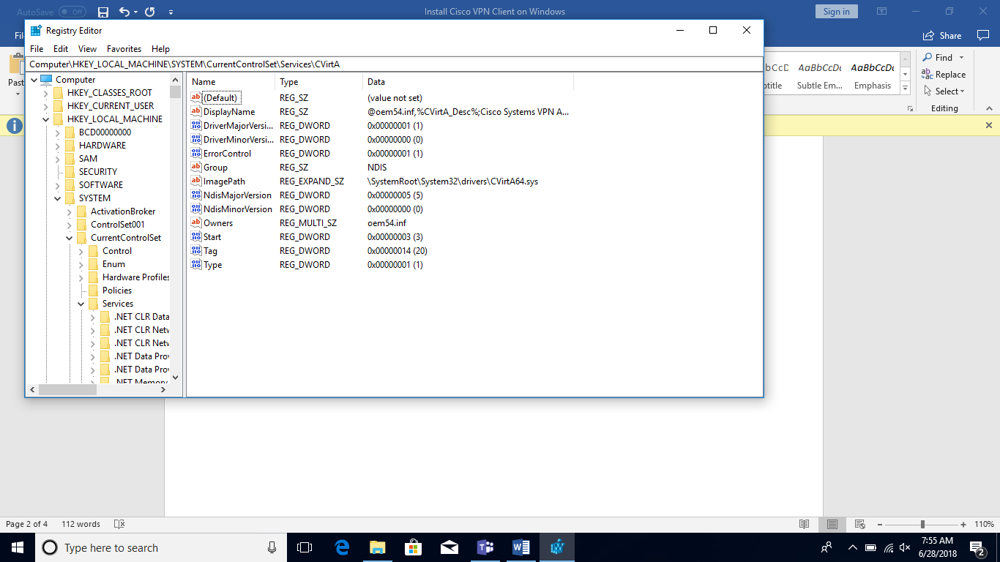 AutoSave Off
Install Cisco VPN Client on Windows
Sign in
Registry Editor
Share
File Edit View Favorites Help
Computer\HKEY_LOCAL_MACHINE\SYSTEM\CurrentControlSet\Services\CVirtA
Computer
HKEY_CLASSES_ROOT
HKEY_CURRENT_USER
HKEY_LOCAL_MACHINE
BCD00000000
HARDWARE
SAM
SECURITY
SOFTWARE
SYSTEM
ActivationBroker
ControlSet001
CurrentControlSet
Control
Enum
Hardware Profiles
Policies
Services
.NET CLR Data
.NET CLR Netw
.NET CLR Netw
.NET Data Prov
.NET Data Prov
.NET Memory
Name Type Data
(Default) REG_SZ (value not set)
DisplayName REG_SZ @oem54.inf,%CVirtA_Desc%;Cisco Systems VPN A...
DriverMajorVersi... REG_DWORD 0x00000001 (1)
DriverMinorVersi... REG_DWORD 0x00000000 (0)
ErrorControl REG_DWORD 0x00000001 (1)
Group REG_SZ NDIS
ImagePath REG_EXPAND_SZ \SystemRoot\System32\drivers\CVirtA64.sys
NdisMajorVersion REG_DWORD 0x00000005 (5)
NdisMinorVersion REG_DWORD 0x00000000 (0)
Owners REG_MULTI_SZ oem54.inf
Start REG_DWORD 0x00000003 (3)
Tag REG_DWORD 0x00000014 (20)
Type REG_DWORD 0x00000001 (1)
Past
AaBbCcDc AaBbCcDc
Subtle Em... Emphasis
Find
Replace
Select
Editing
Page 2 of 4 112 words
110%
Type here to search
7:55 AM
6/28/2018
2